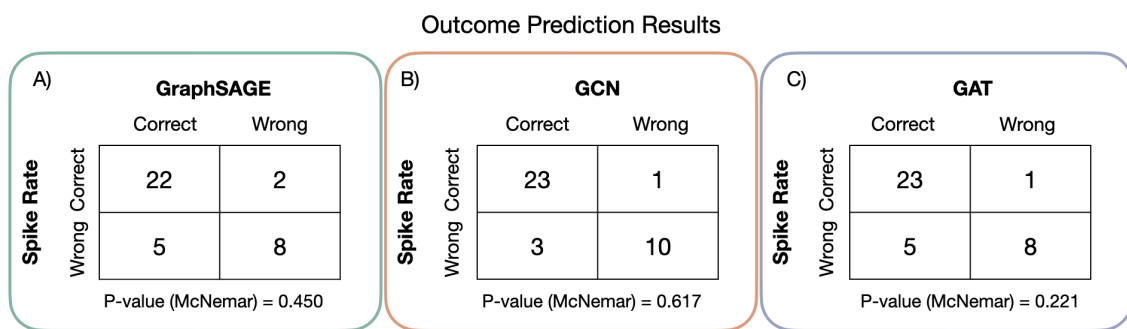 Outcome Prediction Results
A)
GraphSAGE
Correct Wrong
Spike Rate
Correct
Wrong
22 2
5 8
P-value (McNemar) = 0.450
B)
GCN
Correct Wrong
Spike Rate
Correct
Wrong
23 1
3 10
P-value (McNemar) = 0.617
C)
GAT
Correct Wrong
Spike Rate
Correct
Wrong
23 1
5 8
P-value (McNemar) = 0.221